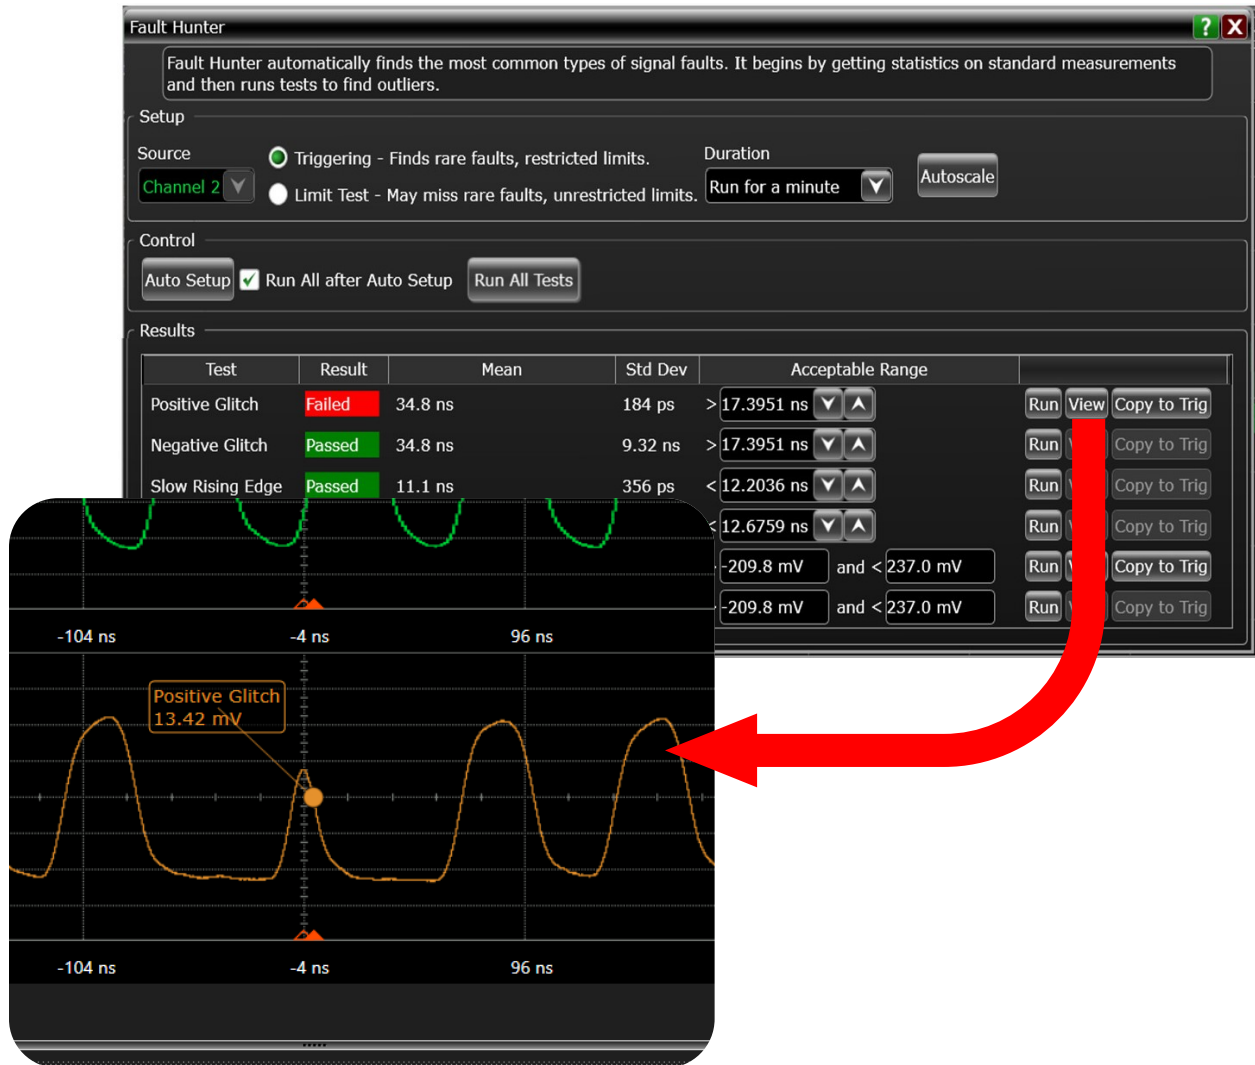 Fault Hunter
? X
Fault Hunter automatically finds the most common types of signal faults. It begins by getting statistics on standard measurements
and then runs tests to find outliers.
Setup
Source
Channel 2
Triggering - Finds rare faults, restricted limits.
Limit Test - May miss rare faults, unrestricted limits.
Duration
Run for a minute
Autoscale
Control
Auto Setup Run All after Auto Setup Run All Tests
Results
Test Result Mean Std Dev Acceptable Range
Positive Glitch Failed 34.8 ns 184 ps > 17.3951 ns Run View Copy to Trig
Negative Glitch Passed 34.8 ns 9.32 ns > 17.3951 ns Run Copy to Trig
Slow Rising Edge Passed 11.1 ns 356 ps < 12.2036 ns Run Copy to Trig
< 12.6759 ns Run Copy to Trig
-209.8 mV and < 237.0 mV Run Copy to Trig
-209.8 mV and < 237.0 mV Run Copy to Trig
-104 ns -4 ns 96 ns
Positive Glitch
13.42 mV
-104 ns -4 ns 96 ns